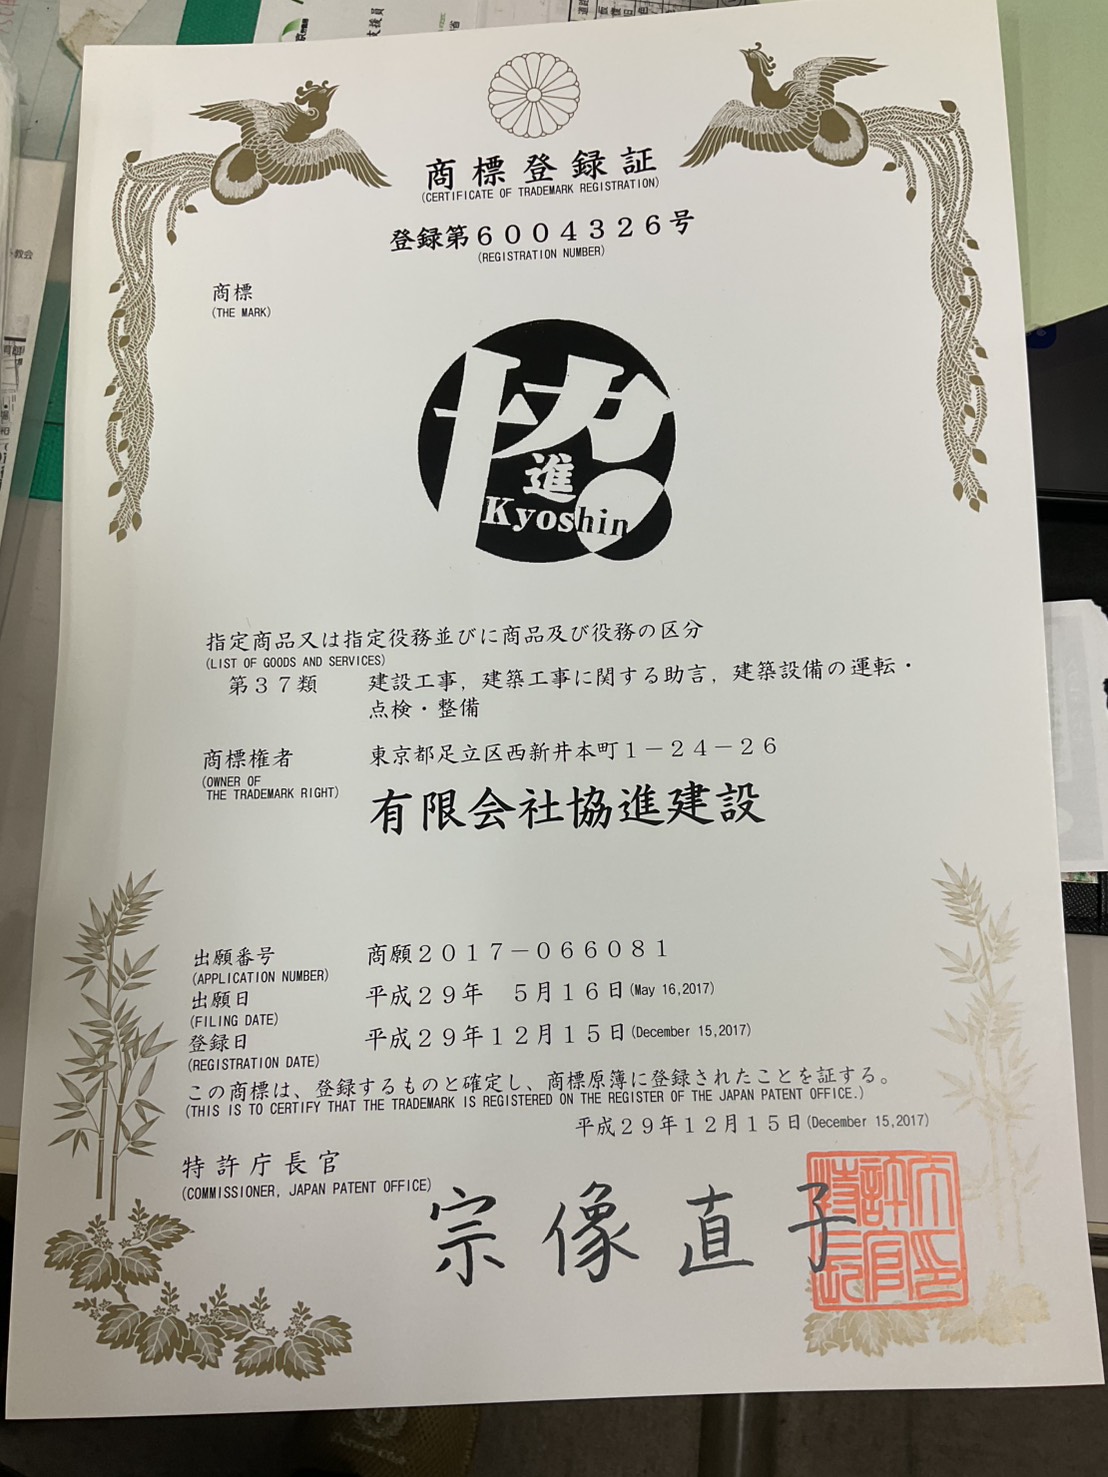 商標登録証
(CERTIFICATE OF TRADEMARK REGISTRATION)
登録第6004326号
(REGISTRATION NUMBER)
商標
(THE MARK)
協
進
Kyoshin
指定商品又は指定役務並びに商品及び役務の区分
(LIST OF GOODS AND SERVICES)
第37類 建設工事, 建築工事に関する助言, 建築設備の運転・
点検・整備
商標権者 東京都足立区西新井本町1-24-26
(OWNER OF
THE TRADEMARK RIGHT)
有限会社協進建設
出願番号 商願2017-066081
(APPLICATION NUMBER)
出願日 平成29年 5月16日(May 16,2017)
(FILING DATE)
登録日 平成29年12月15日(December 15,2017)
(REGISTRATION DATE)
この商標は、登録するものと確定し、商標原簿に登録されたことを証する。
(THIS IS TO CERTIFY THAT THE TRADEMARK IS REGISTERED ON THE REGISTER OF THE JAPAN PATENT OFFICE.)
平成29年12月15日(December 15,2017)
特許庁長官
(COMMISSIONER, JAPAN PATENT OFFICE)
宗像直子